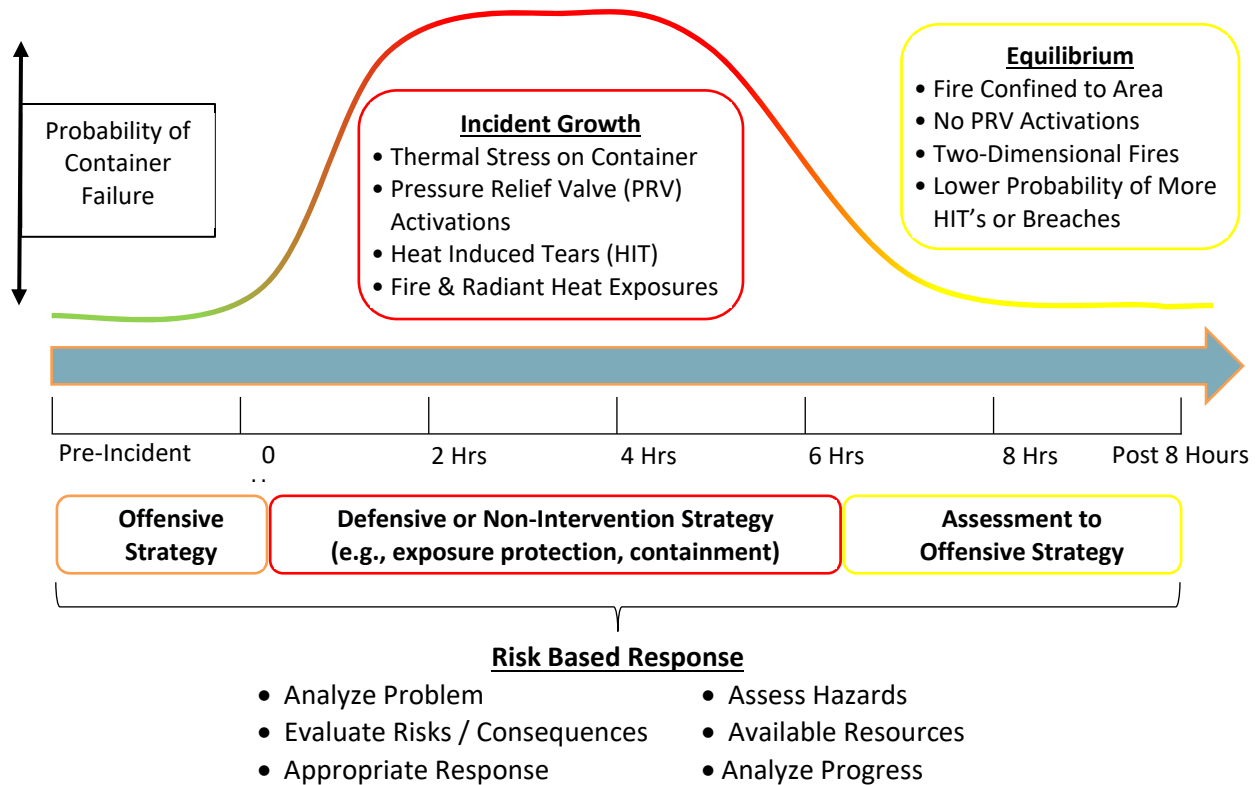 Probability of
Container
Failure
Incident Growth
• Thermal Stress on Container
• Pressure Relief Valve (PRV)
Activations
• Heat Induced Tears (HIT)
• Fire & Radiant Heat Exposures
Equilibrium
• Fire Confined to Area
• No PRV Activations
• Two-Dimensional Fires
• Lower Probability of More
HIT's or Breaches
Pre-Incident 0 2 Hrs 4 Hrs 6 Hrs 8 Hrs Post 8 Hours
Offensive
Strategy
Defensive or Non-Intervention Strategy
(e.g., exposure protection, containment)
Assessment to
Offensive Strategy
Risk Based Response
• Analyze Problem
• Evaluate Risks / Consequences
• Appropriate Response
• Assess Hazards
• Available Resources
• Analyze Progress